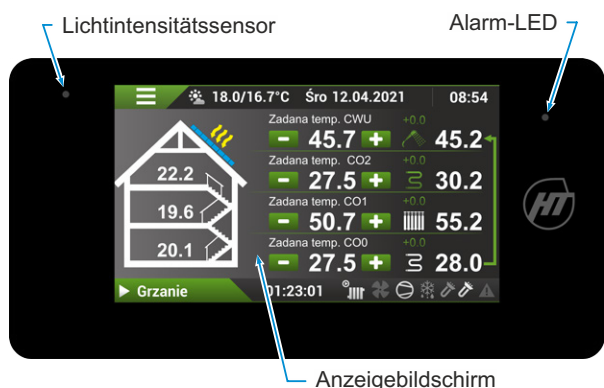 Lichtintensitätssensor
Alarm-LED
18.0/16.7°C Śro 12.04.2021 08:54
Zadana temp. CWU +0.0
- 45.7 + 45.2
Zadana temp. CO2 +0.0
- 27.5 + 30.2
Zadana temp. CO1 +0.0
- 50.7 + 55.2
Zadana temp. CO0 +0.0
- 27.5 + 28.0
22.2
19.6
20.1
Grzanie 01:23:01
HT
Anzeigebildschirm